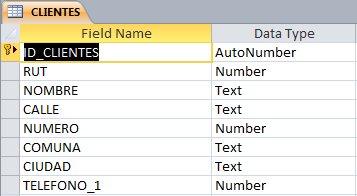 CLIENTES
Field Name Data Type
ID_CLIENTES AutoNumber
RUT Number
NOMBRE Text
CALLE Text
NUMERO Number
COMUNA Text
CIUDAD Text
TELEFONO_1 Number